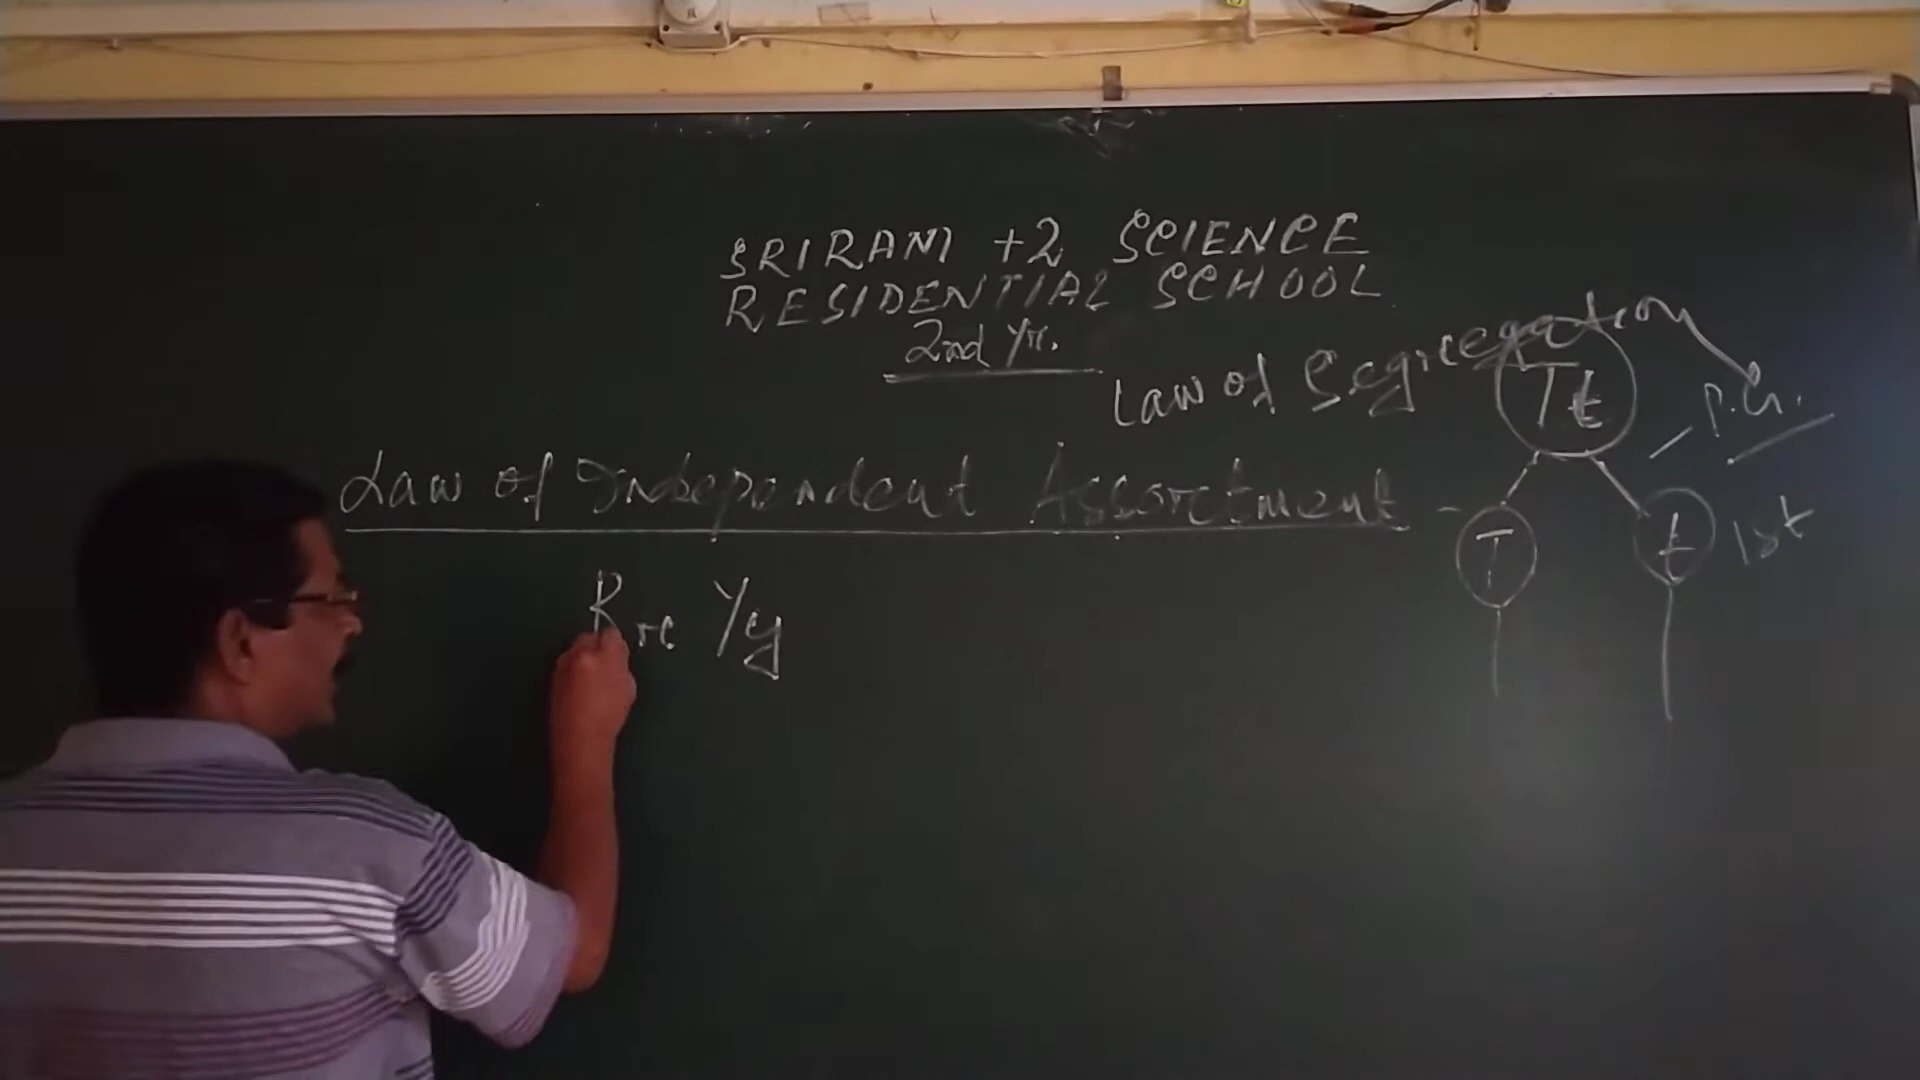 SRIRAM +2 SCIENCE
RESIDENTIAL SCHOOL
2nd Yr.
Law of Segregation
Tt
P.G.
Law of Independent Assortment
T
t
1st
Rr Yy